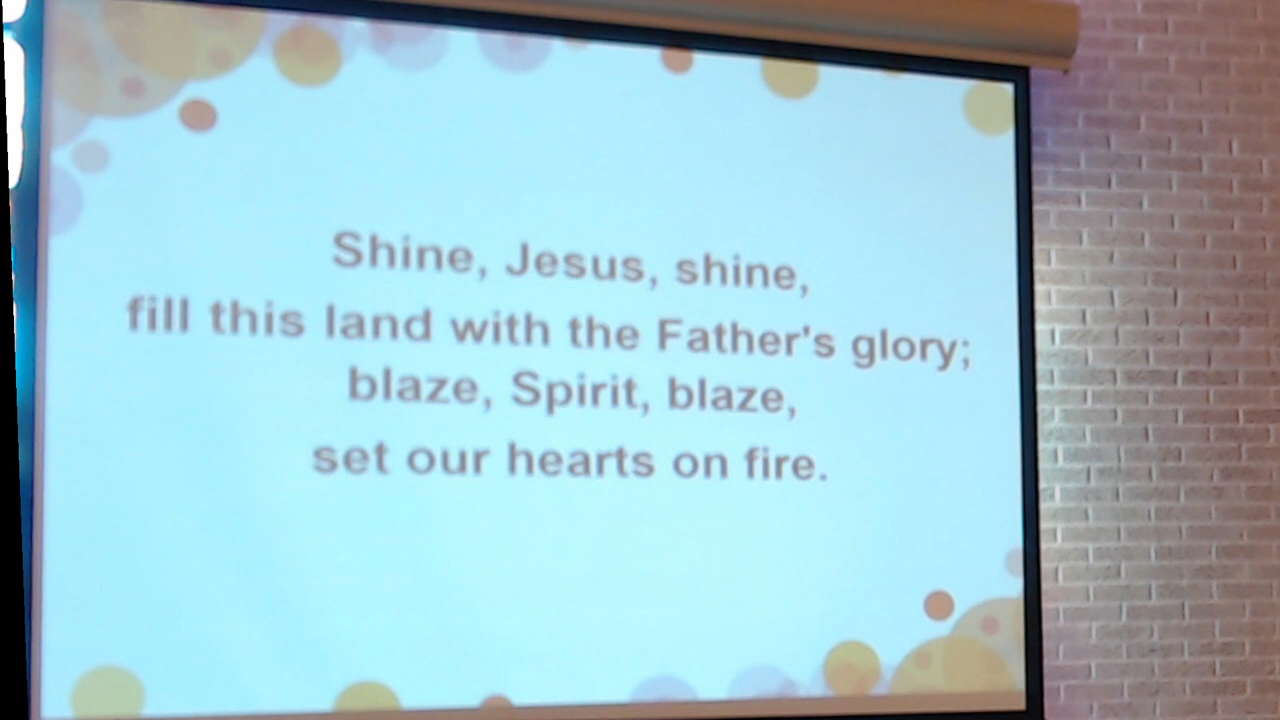 Shine, Jesus, shine,
fill this land with the Father's glory;
blaze, Spirit, blaze,
set our hearts on fire.